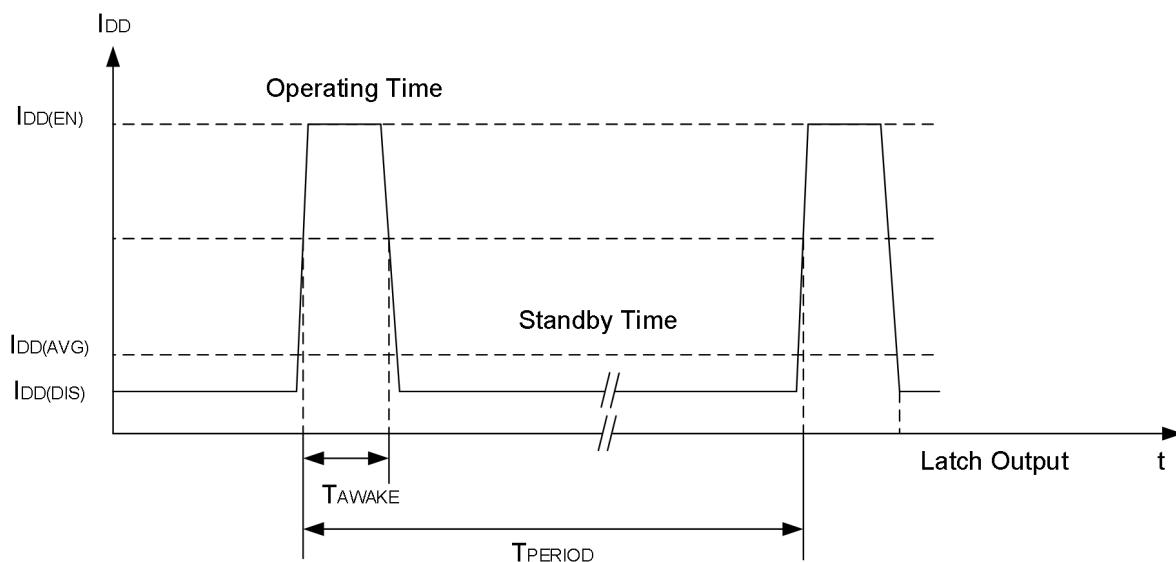 IDD
Operating Time
IDD(EN)
Standby Time
IDD(AVG)
IDD(DIS)
Latch Output t
TAWAKE
TPERIOD